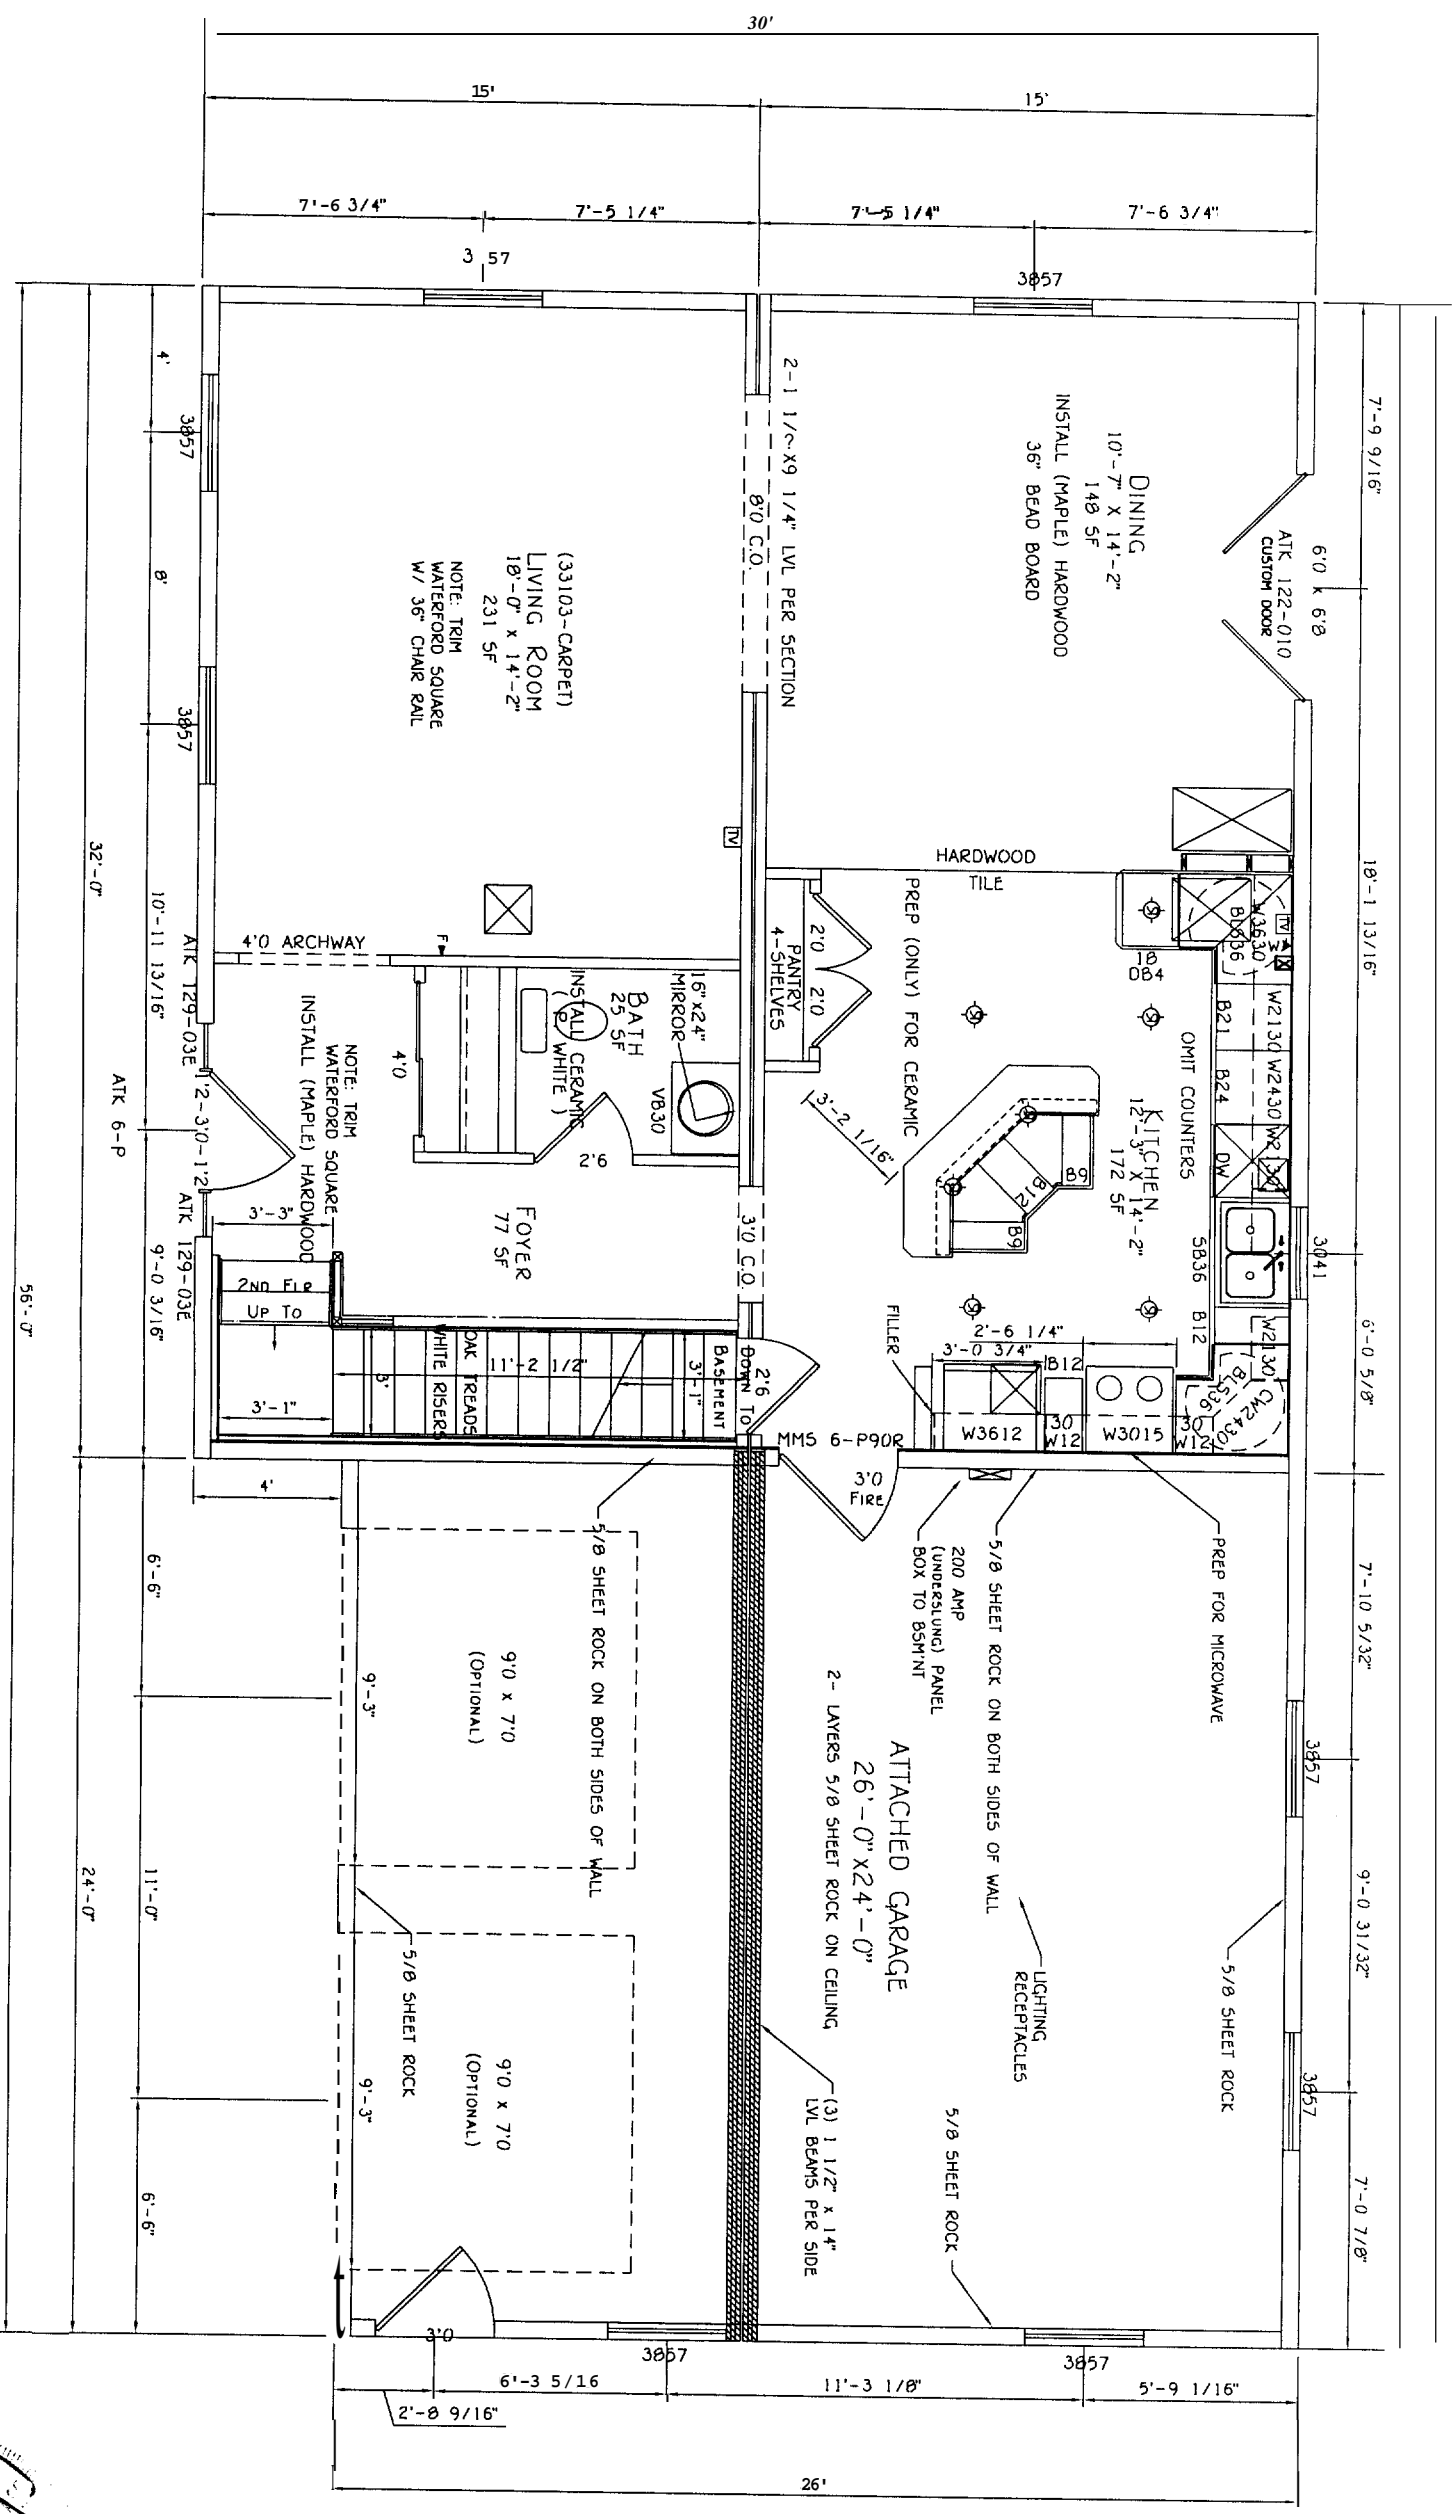 30'
15'
15'
7'-6 3/4"
7'-5 1/4"
7'-5 1/4"
7'-6 3/4"
3 57
3857
4'
3857
8'
3857
10'-11 13/16"
9'-0 3/16"
32'-0"
56'-0"
2-1 1/2 X9 1/4" LVL PER SECTION
8'0 C.O.
DINING
10'-7" X 14'-2"
148 SF
INSTALL (MAPLE) HARDWOOD
36" BEAD BOARD
7'-9 9/16"
6'0 x 6'8
ATK 122-010
CUSTOM DOOR
18'-1 13/16"
(33103-CARPET)
LIVING ROOM
18'-0" x 14'-2"
231 SF
NOTE: TRIM
WATERFORD SQUARE
W/ 36" CHAIR RAIL
TV
HARDWOOD
TILE
PREP (ONLY) FOR CERAMIC
2'0
2'0
PANTRY
4-SHELVES
18
DB4
W3630
BLS36
TV
B21
B24
W2130
W2430
W2130
DW
OMIT COUNTERS
KITCHEN
12'-3" X 14'-2"
172 SF
3'-2 1/16"
B9
B12
B9
SB36
B12
3041
6'-0 5/8"
W2130
BLS36
CW2430
4'0 ARCHWAY
F
16"x24"
MIRROR
BATH
25 SF
INSTALL CERAMIC
WHITE )
VB30
4'0
2'6
ATK 129-03E
1'2-3'0-1'2
ATK 129-03E
ATK 6-P
NOTE: TRIM
WATERFORD SQUARE
INSTALL (MAPLE) HARDWOOD
FOYER
77 SF
3'0 C.O.
3'-3"
2ND FLR
UP TO
3'-1"
OAK TREADS
WHITE RISERS
11'-2 1/2"
3'
3'-1"
DOWN TO
BASEMENT
2'6
MMS 6-P90R
3'0
FIRE
FILLER
2'-6 1/4"
3'-0 3/4"
B12
W3612
30
W12
W3015
30
W12
4'
5/8 SHEET ROCK ON BOTH SIDES OF WALL
200 AMP
(UNDERSLUNG) PANEL
BOX TO BSM'NT
5/8 SHEET ROCK ON BOTH SIDES OF WALL
PREP FOR MICROWAVE
7'-10 5/32"
6'-6"
9'-3"
9'0 x 7'0
(OPTIONAL)
ATTACHED GARAGE
26'-0"x24'-0"
2- LAYERS 5/8 SHEET ROCK ON CEILING
3857
9'-0 31/32"
11'-0"
24'-0"
5/8 SHEET ROCK
LIGHTING
RECEPTACLES
5/8 SHEET ROCK
9'-3"
9'0 x 7'0
(OPTIONAL)
(3) 1 1/2" x 14"
LVL BEAMS PER SIDE
5/8 SHEET ROCK
3857
7'-0 7/8"
6'-6"
3'0
3857
3857
6'-3 5/16
11'-3 1/8"
5'-9 1/16"
2'-8 9/16"
26'